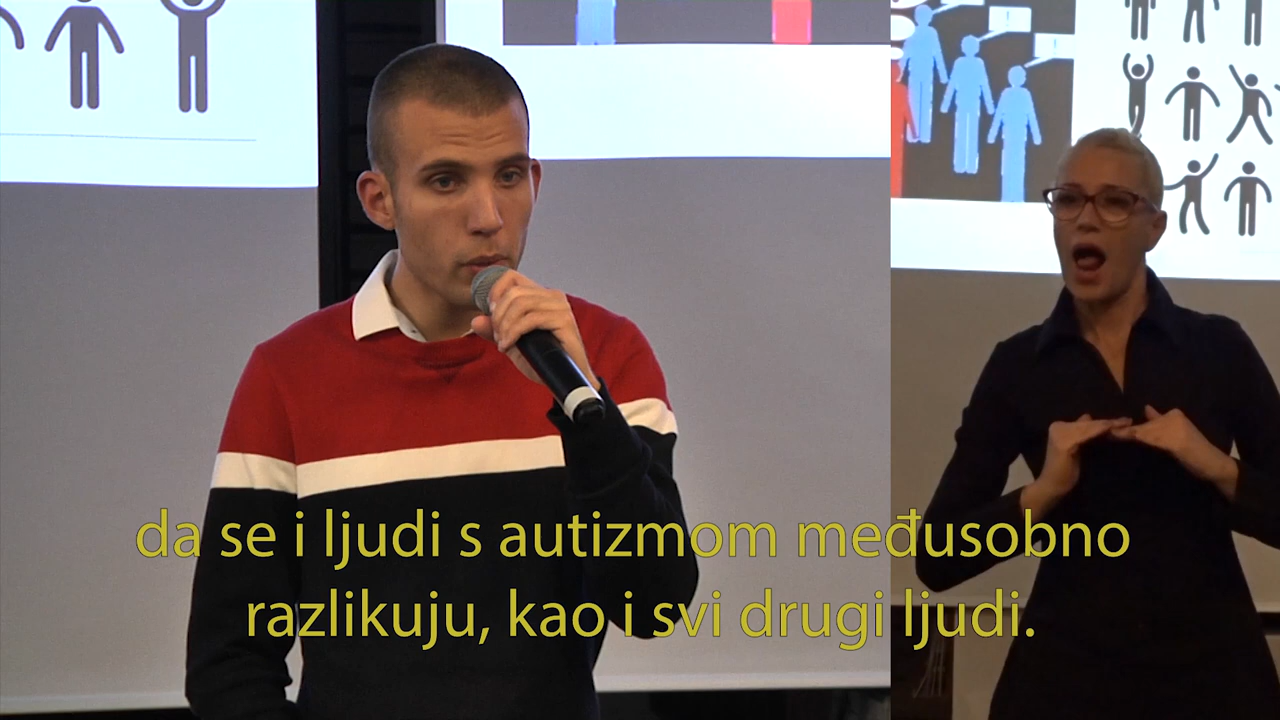 da se i ljudi s autizmom međusobno
razlikuju, kao i svi drugi ljudi.